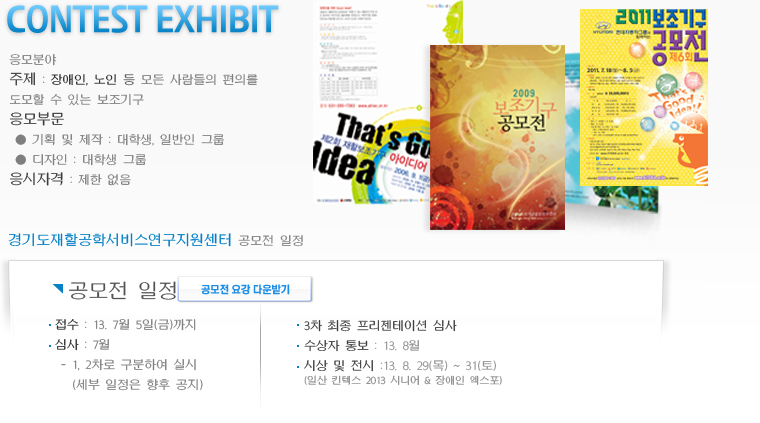 CONTEST EXHIBIT
응모분야
주제 : 장애인, 노인 등 모든 사람들의 편의를
도모할 수 있는 보조기구
응모부문
● 기획 및 제작 : 대학생, 일반인 그룹
● 디자인 : 대학생 그룹
응시자격 : 제한 없음
That's Good
Idea
제2회 재활보조기구
아이디어
2009
보조기구
공모전
2011보조기구
공모전
제6회
HYUNDAI
2011. 7. 18
That's
Good
Idea!
경기도재활공학서비스연구지원센터 공모전 일정
공모전 일정
공모전 요강 다운받기
접수 : 13. 7월 5일(금)까지
심사 : 7월
- 1, 2차로 구분하여 실시
(세부 일정은 향후 공지)
3차 최종 프리젠테이션 심사
수상자 통보 : 13. 8월
시상 및 전시 :13. 8. 29(목) ~ 31(토)
(일산 킨텍스 2013 시니어 & 장애인 엑스포)